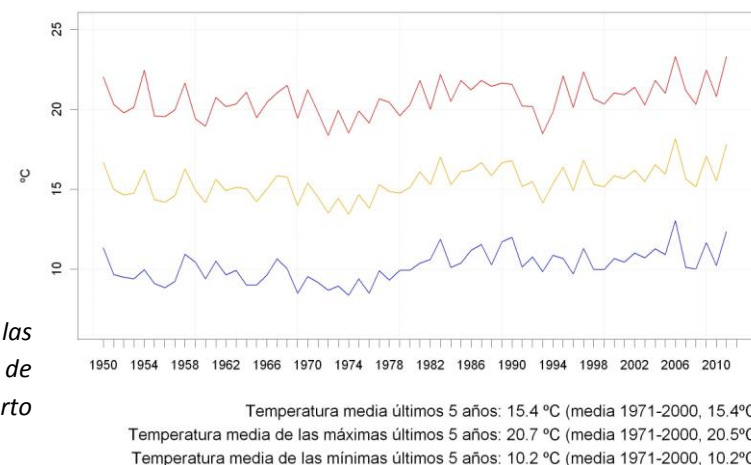 25
20
ºC
15
10
las
de
rto
1950 1954 1958 1962 1966 1970 1974 1978 1982 1986 1990 1994 1998 2002 2006 2010
Temperatura media últimos 5 años: 15.4 ºC (media 1971-2000, 15.4ºC
Temperatura media de las máximas últimos 5 años: 20.7 ºC (media 1971-2000, 20.5ºC
Temperatura media de las mínimas últimos 5 años: 10.2 ºC (media 1971-2000, 10.2ºC